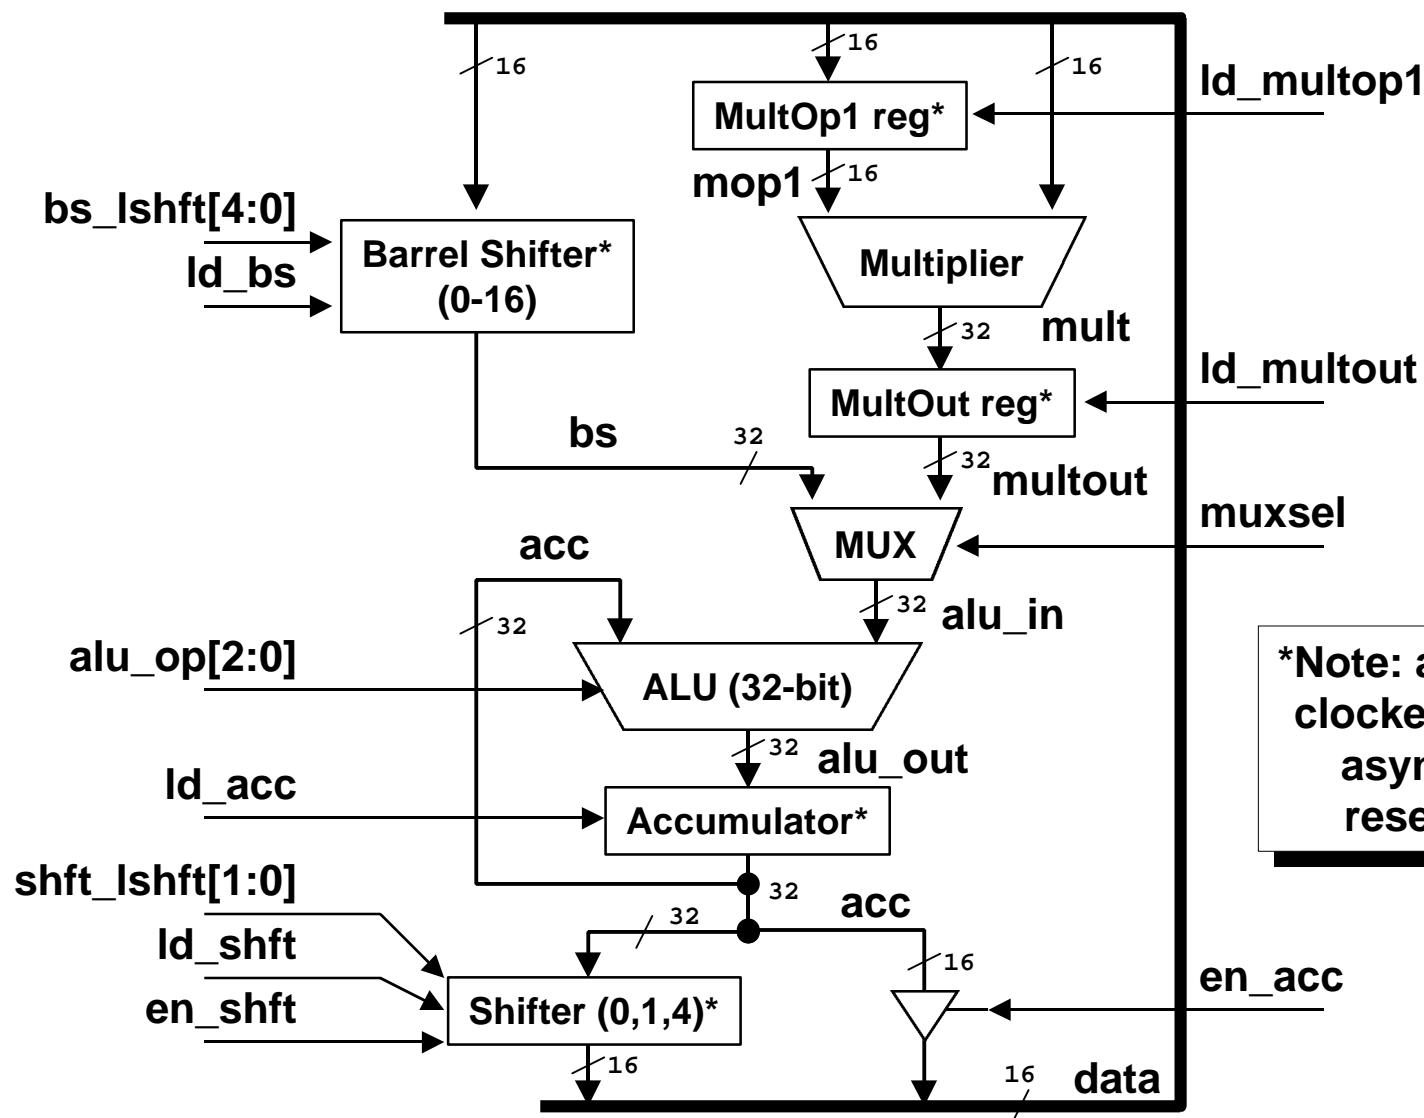 16
16
16
ld_multop1
MultOp1 reg*
mop1
16
bs_lshft[4:0]
Barrel Shifter*
(0-16)
ld_bs
Multiplier
32
mult
ld_multout
MultOut reg*
bs
32
32
multout
muxsel
MUX
acc
32
32
alu_in
alu_op[2:0]
ALU (32-bit)
*Note: a
clocke
asyn
rese
32
alu_out
ld_acc
Accumulator*
shft_lshft[1:0]
32
32
acc
ld_shft
16
en_acc
en_shft
Shifter (0,1,4)*
16
16
data